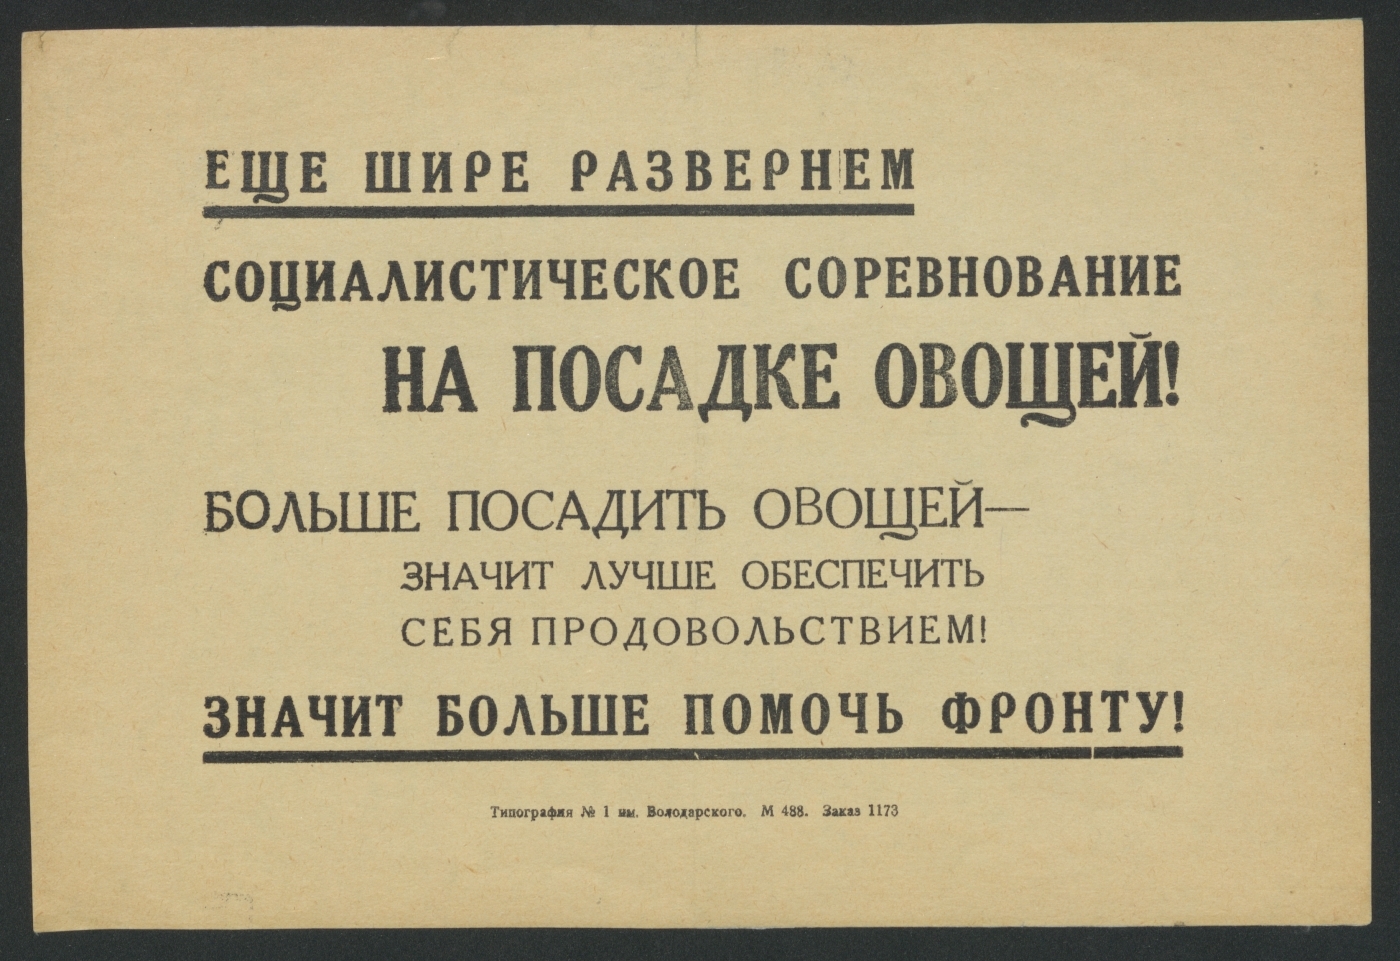 ЕЩЕ ШИРЕ РАЗВЕРНЕМ
СОЦИАЛИСТИЧЕСКОЕ СОРЕВНОВАНИЕ
НА ПОСАДКЕ ОВОЩЕЙ!
БОЛЬШЕ ПОСАДИТЬ ОВОЩЕЙ—
ЗНАЧИТ ЛУЧШЕ ОБЕСПЕЧИТЬ
СЕБЯ ПРОДОВОЛЬСТВИЕМ!
ЗНАЧИТ БОЛЬШЕ ПОМОЧЬ ФРОНТУ!
Типография № 1 им. Володарского. М 488. Заказ 1173